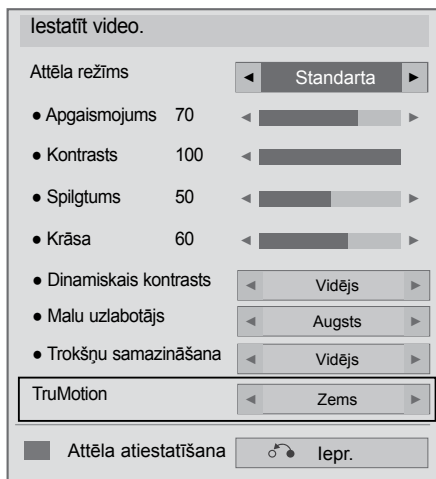 Iestatīt video.
Attēla režīms ◄ Standarta ►
● Apgaismojums 70 ◄ ►
● Kontrasts 100 ◄
● Spilgtums 50 ◄ ►
● Krāsa 60 ◄ ►
● Dinamiskais kontrasts ◄ Vidējs ►
● Malu uzlabotājs ◄ Augsts ►
● Trokšņu samazināšana ◄ Vidējs ►
TruMotion ◄ Zems ►
Attēla atiestatīšana Iepr.